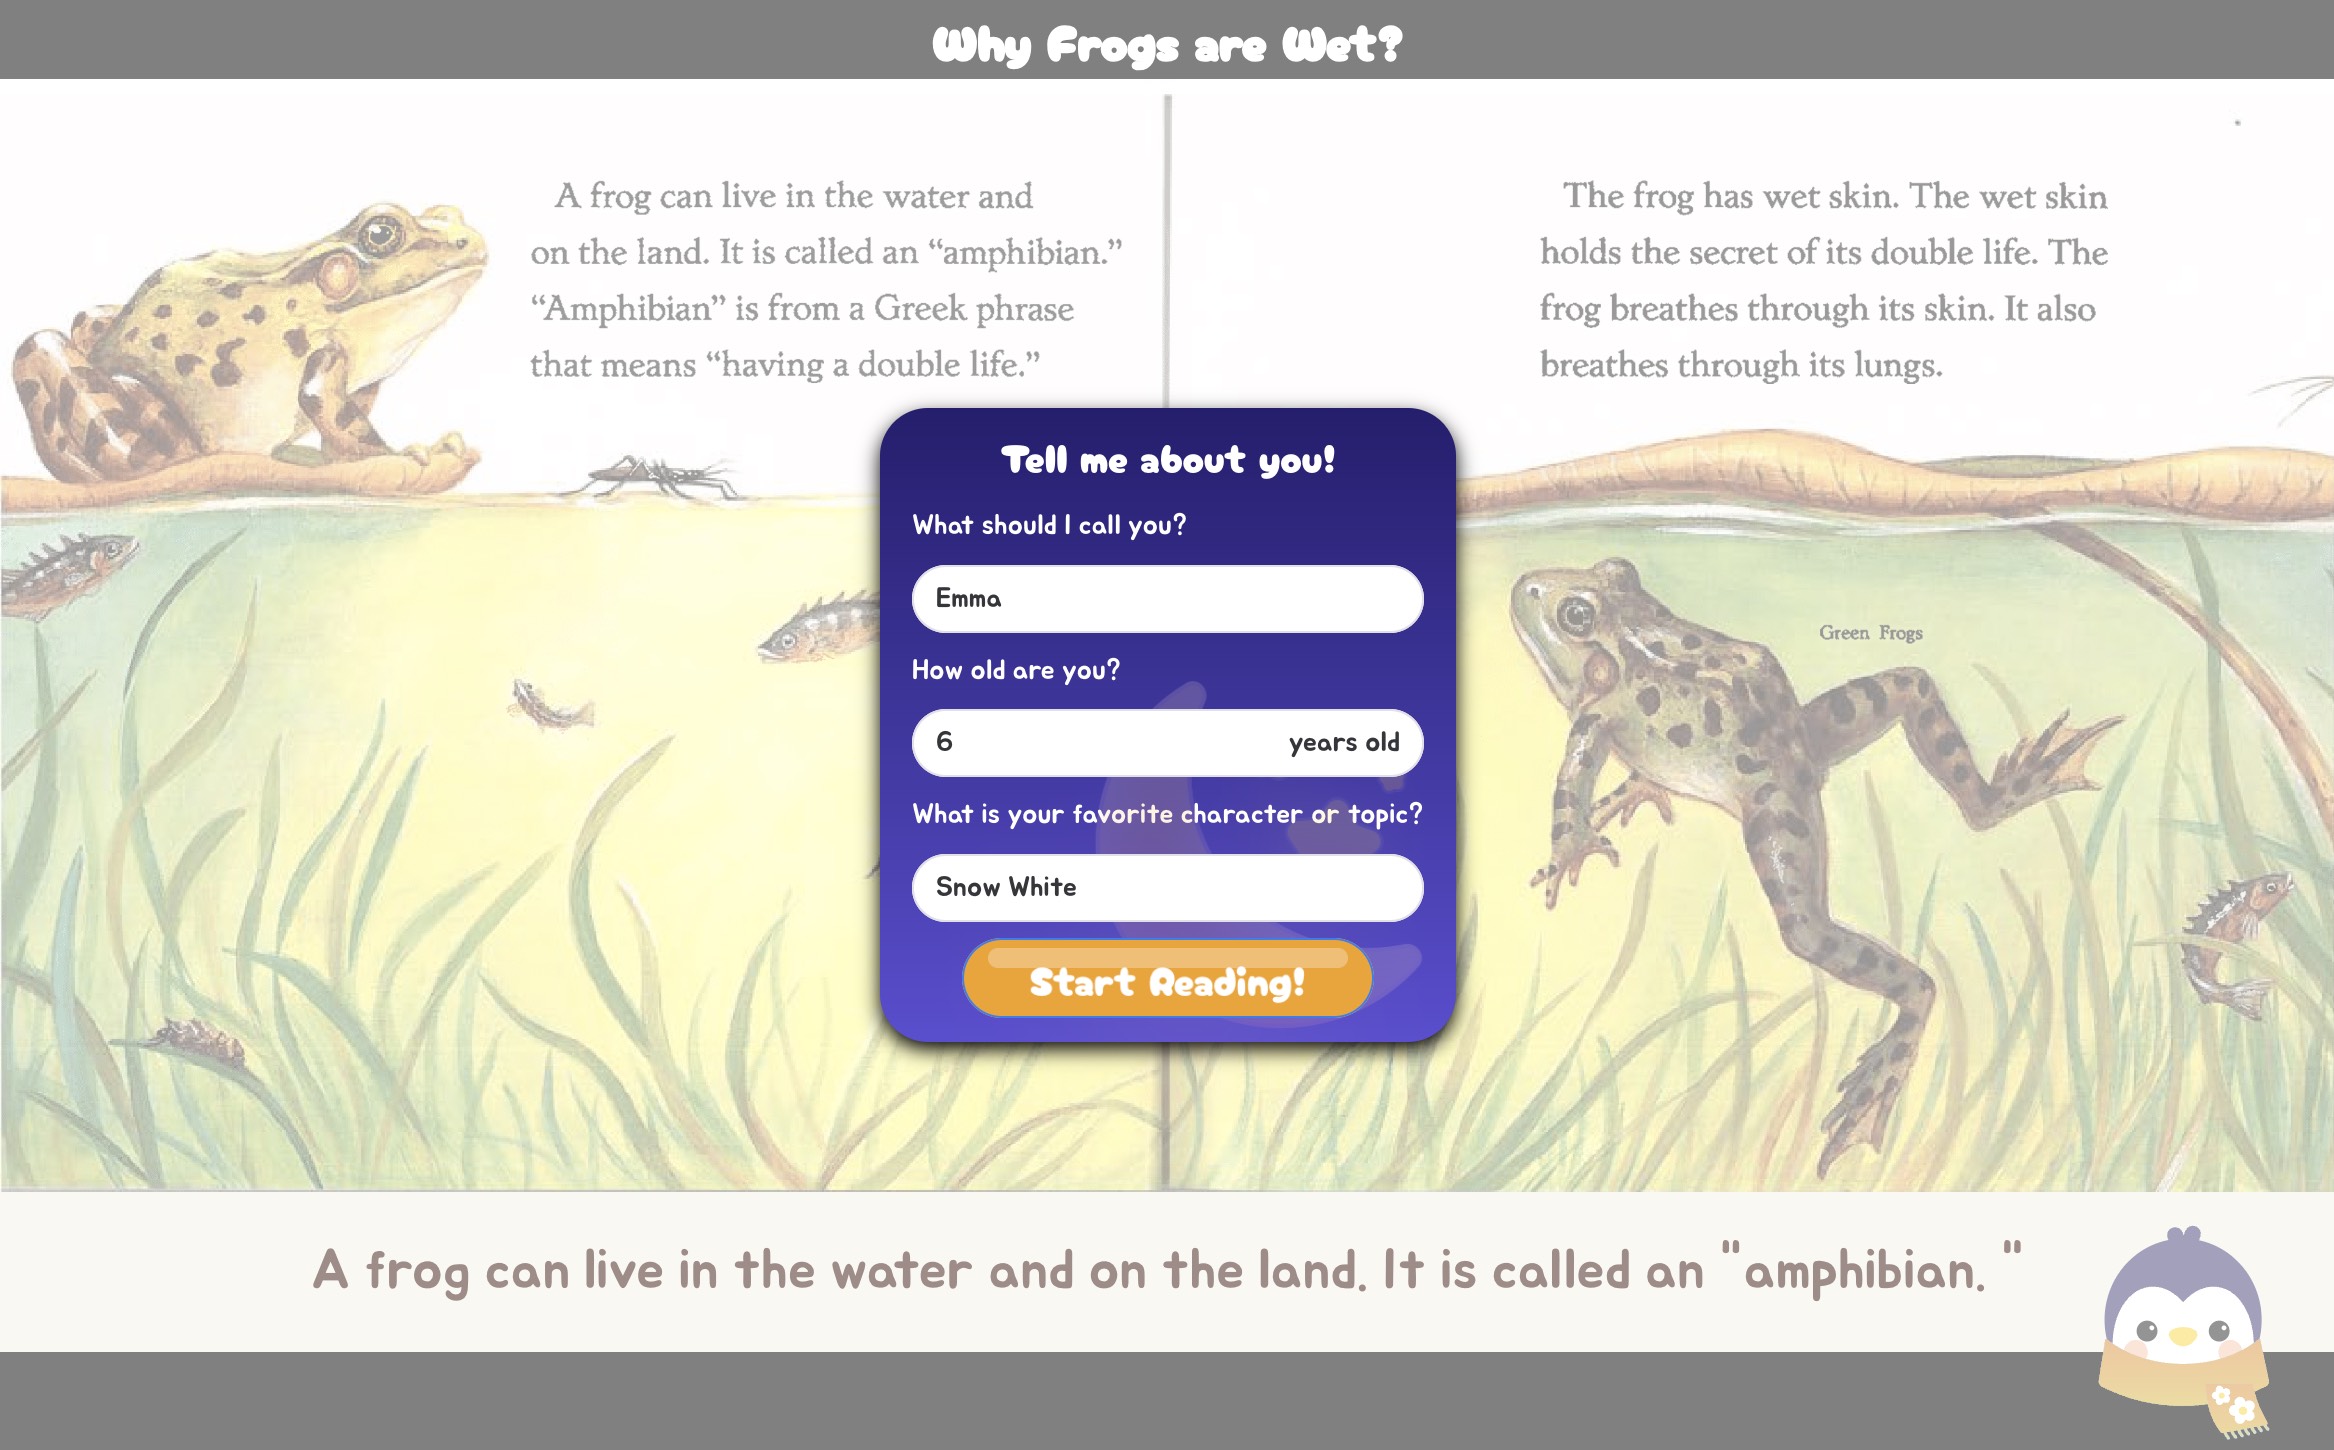 Why Frogs are Wet?
A frog can live in the water and
on the land. It is called an “amphibian.”
“Amphibian” is from a Greek phrase
that means “having a double life.”
The frog has wet skin. The wet skin
holds the secret of its double life. The
frog breathes through its skin. It also
breathes through its lungs.
Tell me about you!
What should I call you?
Emma
How old are you?
6 years old
What is your favorite character or topic?
Snow White
Start Reading!
Green Frogs
A frog can live in the water and on the land. It is called an "amphibian. "